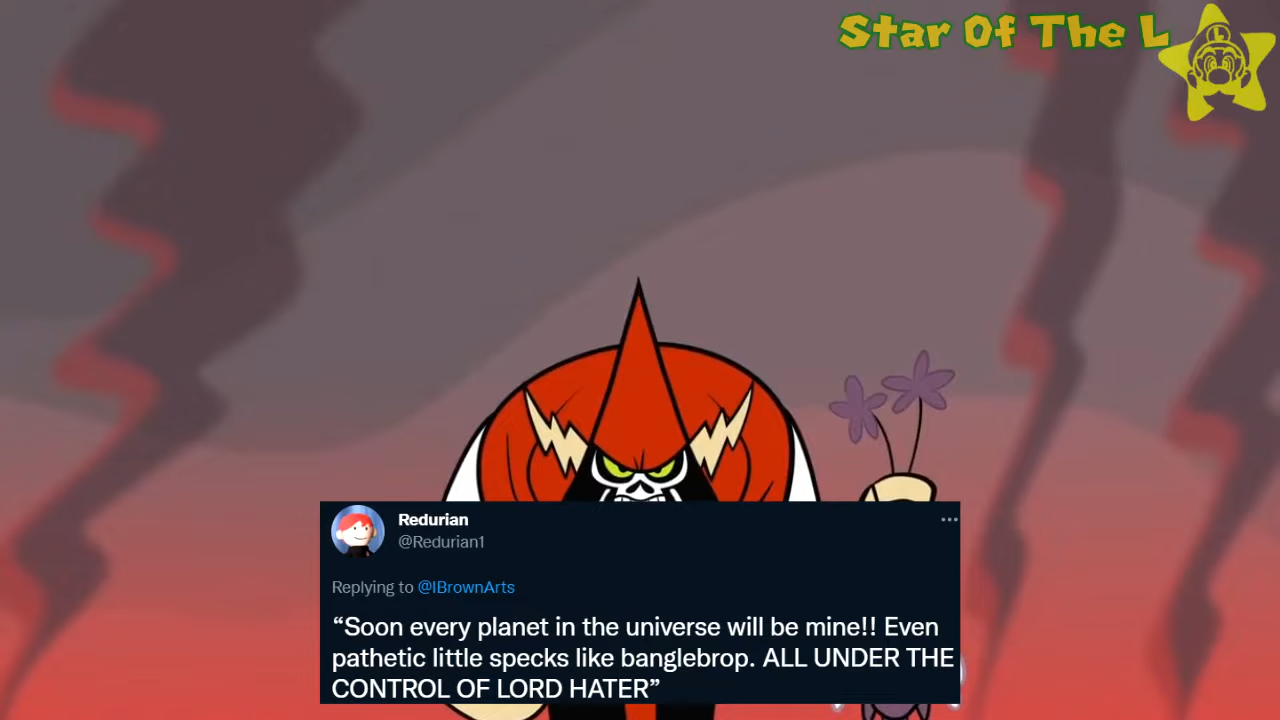 Star Of The L
L
Redurian
@Redurian1
Replying to @IBrownArts
“Soon every planet in the universe will be mine!! Even
pathetic little specks like banglebrop. ALL UNDER THE
CONTROL OF LORD HATER”